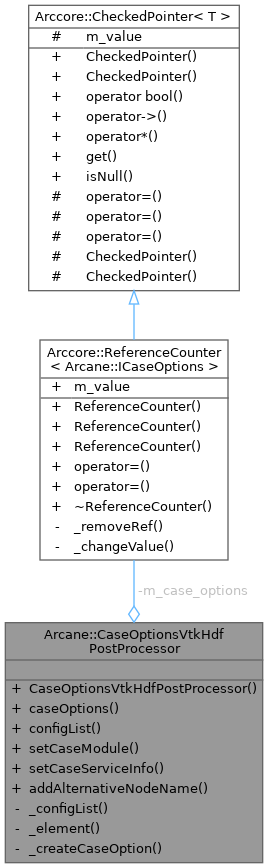 Arccore::CheckedPointer< T >
# m_value
+ CheckedPointer()
+ CheckedPointer()
+ operator bool()
+ operator->()
+ operator*()
+ get()
+ isNull()
# operator=()
# operator=()
# operator=()
# CheckedPointer()
# CheckedPointer()
Arccore::ReferenceCounter
< Arcane::ICaseOptions >
+ m_value
+ ReferenceCounter()
+ ReferenceCounter()
+ ReferenceCounter()
+ operator=()
+ operator=()
+ ~ReferenceCounter()
- _removeRef()
- _changeValue()
-m_case_options
Arcane::CaseOptionsVtkHdf
PostProcessor
+ CaseOptionsVtkHdfPostProcessor()
+ caseOptions()
+ configList()
+ setCaseModule()
+ setCaseServiceInfo()
+ addAlternativeNodeName()
- _configList()
- _element()
- _createCaseOption()